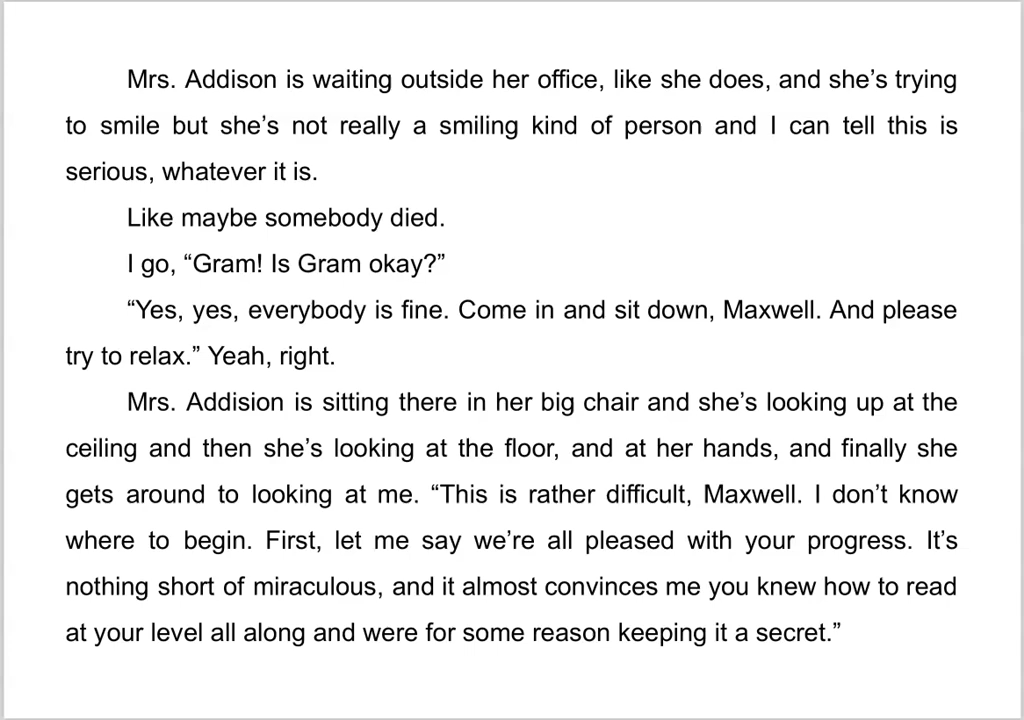 Mrs. Addison is waiting outside her office, like she does, and she’s trying
to smile but she’s not really a smiling kind of person and I can tell this is
serious, whatever it is.
Like maybe somebody died.
I go, “Gram! Is Gram okay?”
“Yes, yes, everybody is fine. Come in and sit down, Maxwell. And please
try to relax.” Yeah, right.
Mrs. Addision is sitting there in her big chair and she’s looking up at the
ceiling and then she’s looking at the floor, and at her hands, and finally she
gets around to looking at me. “This is rather difficult, Maxwell. I don’t know
where to begin. First, let me say we’re all pleased with your progress. It’s
nothing short of miraculous, and it almost convinces me you knew how to read
at your level all along and were for some reason keeping it a secret.”